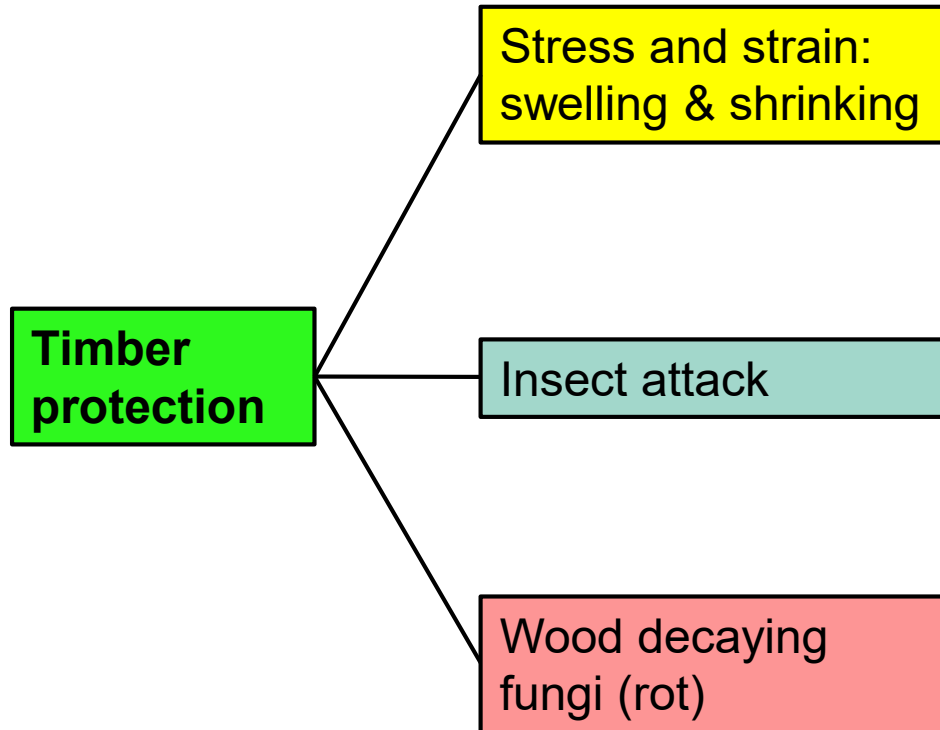 Stress and strain:
swelling & shrinking
Timber
protection
Insect attack
Wood decaying
fungi (rot)